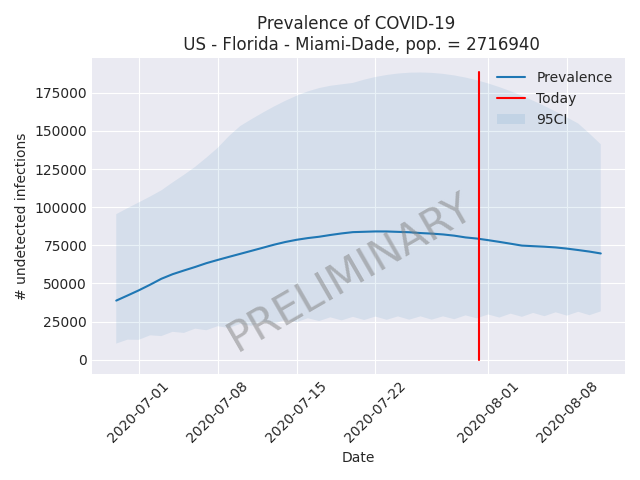 Prevalence of COVID-19
US - Florida - Miami-Dade, pop. = 2716940
Prevalence
Today
95CI
175000
150000
125000
100000
75000
50000
25000
0
# undetected infections
PRELIMINARY
2020-07-01
2020-07-08
2020-07-15
2020-07-22
2020-08-01
2020-08-08
Date